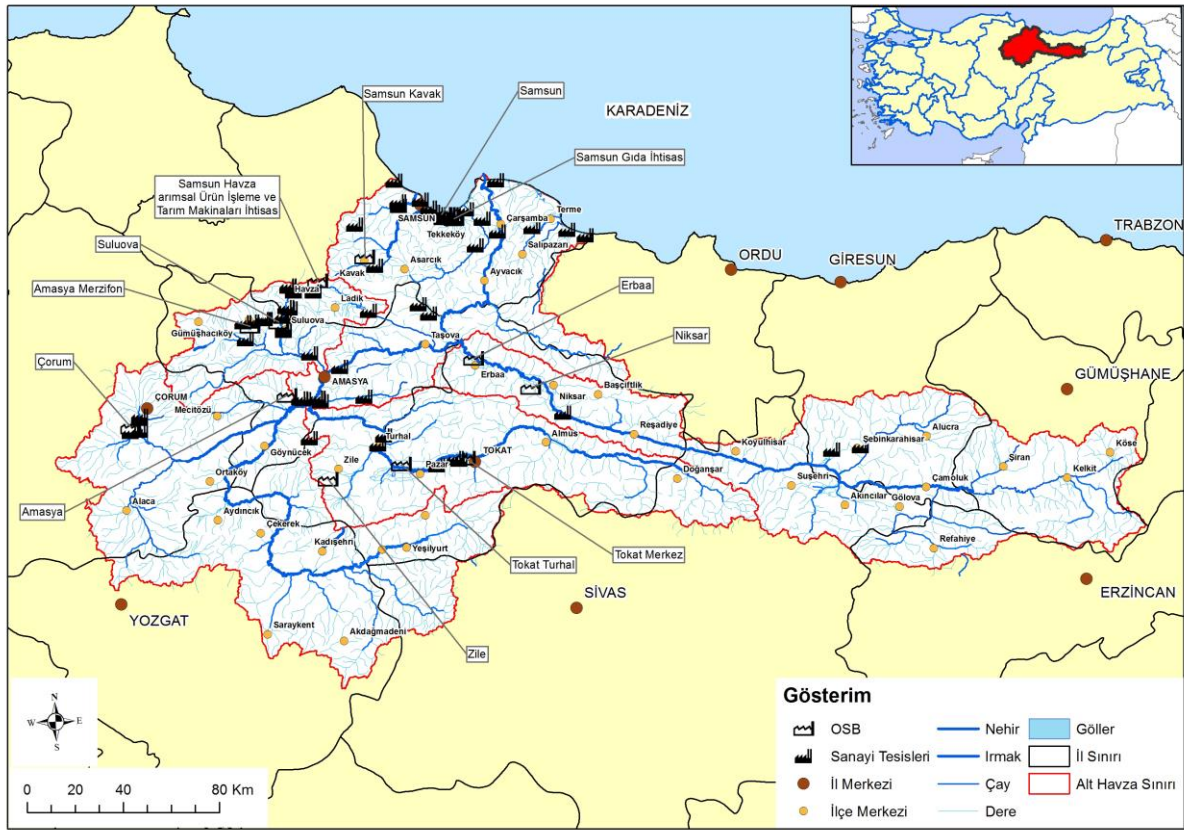 KARADENİZ
Samsun Kavak
Samsun
Samsun Gıda İhtisas
Samsun Havza
arımsal Ürün İşleme ve
Tarım Makinaları İhtisas
Suluova
Amasya Merzifon
Çorum
Amasya
Erbaa
Niksar
Tokat Merkez
Tokat Turhal
Zile
TRABZON
ORDU
GİRESUN
GÜMÜŞHANE
ERZİNCAN
SİVAS
YOZGAT
SAMSUN
Tekkeköy
Çarşamba
Terme
Salıpazarı
Kavak
Asarcık
Ayvacık
Havza
Ladik
Suluova
Gümüşhacıköy
Taşova
AMASYA
Erbaa
Niksar
Başçiftlik
ÇORUM
Mecitözü
Göynücek
Turhal
Zile
Pazar
TOKAT
Almus
Reşadiye
Doğanşar
Koyulhisar
Suşehri
Şebinkarahisar
Alucra
Akıncılar
Gölova
Çamoluk
Şiran
Köse
Kelkit
Refahiye
Ortaköy
Alaca
Aydıncık
Çekerek
Kadışehri
Yeşilyurt
Saraykent
Akdağmadeni
N
W
E
S
0 20 40 80 Km
Gösterim
OSB
Sanayi Tesisleri
İl Merkezi
İlçe Merkezi
Nehir
Irmak
Çay
Dere
Göller
İl Sınırı
Alt Havza Sınırı